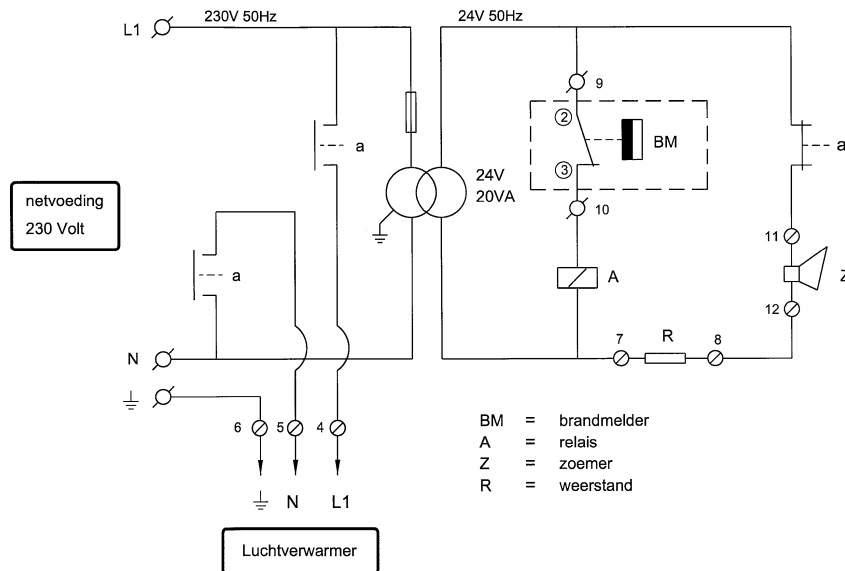 230V 50Hz
24V 50Hz
L1
9
2
BM
a
a
3
24V
20VA
netvoeding
230 Volt
10
11
a
A
Z
12
7
R
8
N
6
5
4
BM = brandmelder
A = relais
Z = zoemer
R = weerstand
N
L1
Luchtverwarmer